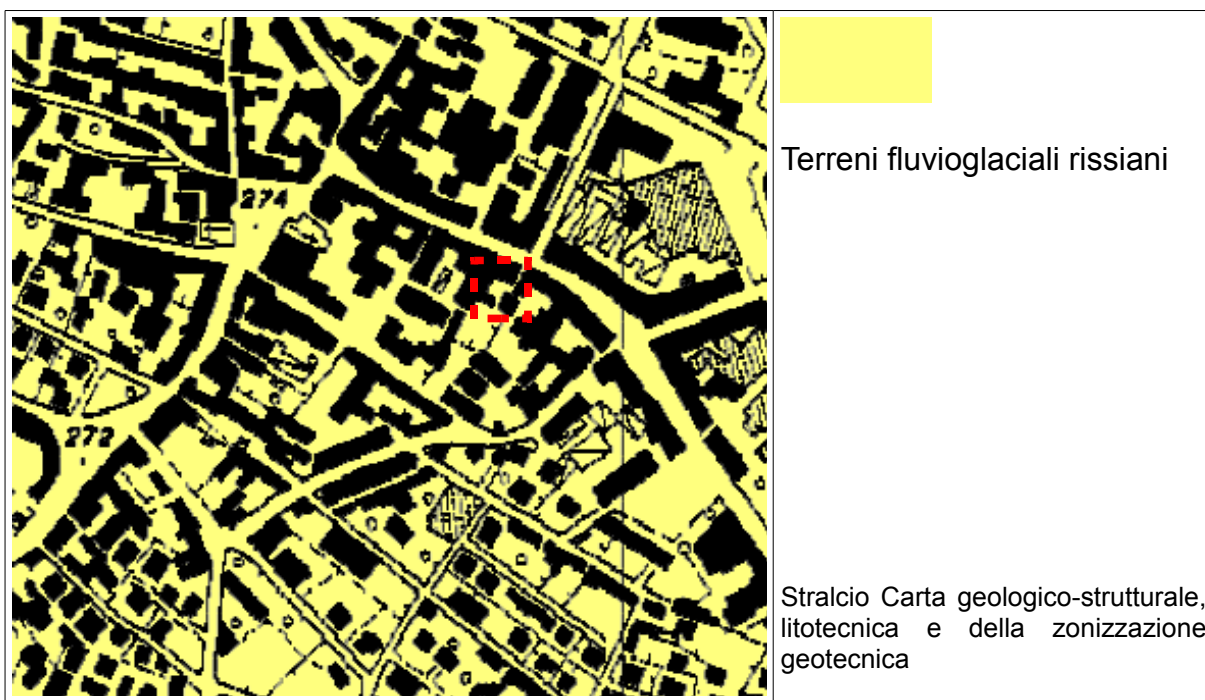 274
272
Terreni fluvioglaciali rissiani
Stralcio Carta geologico-strutturale,
litotecnica e della zonizzazione
geotecnica